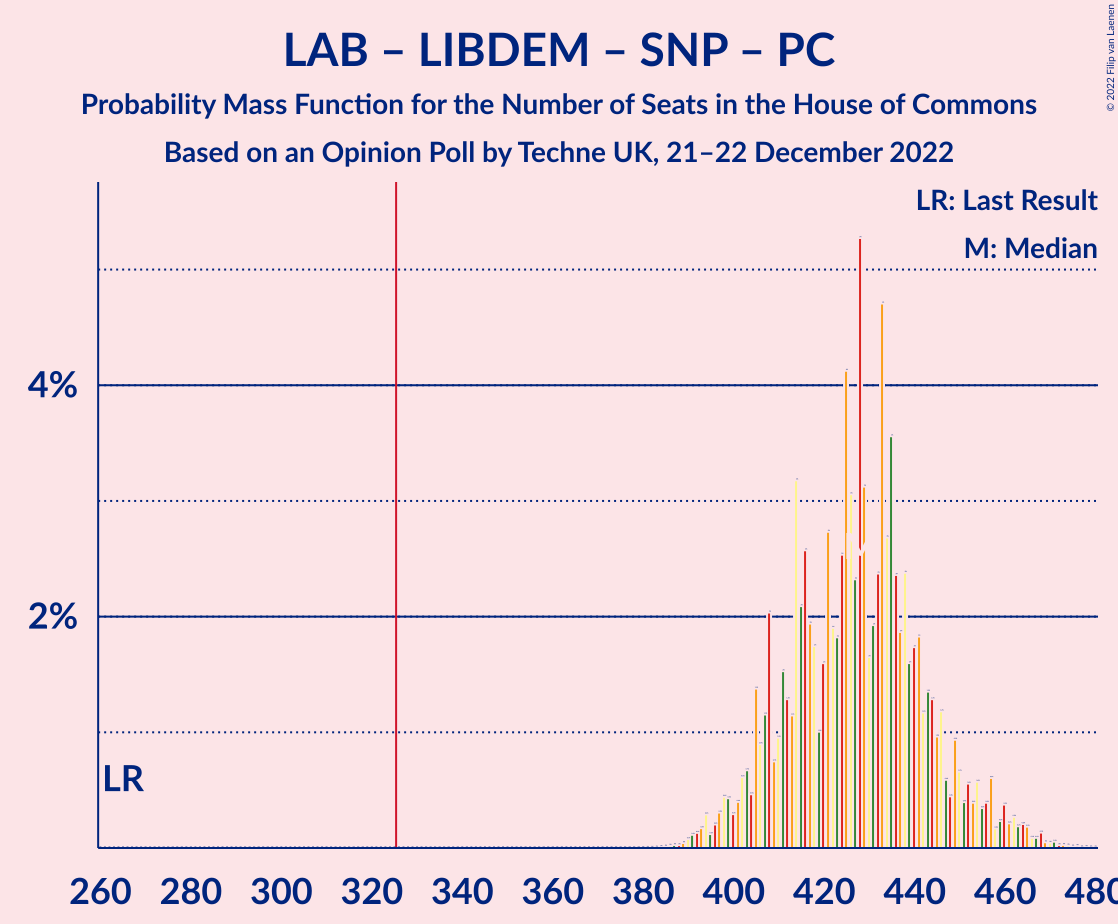 LAB – LIBDEM – SNP – PC
Probability Mass Function for the Number of Seats in the House of Commons
Based on an Opinion Poll by Techne UK, 21–22 December 2022
© 2022 Filip van Laenen
LR: Last Result
M: Median
4%
2%
LR
260 280 300 320 340 360 380 400 420 440 460 480